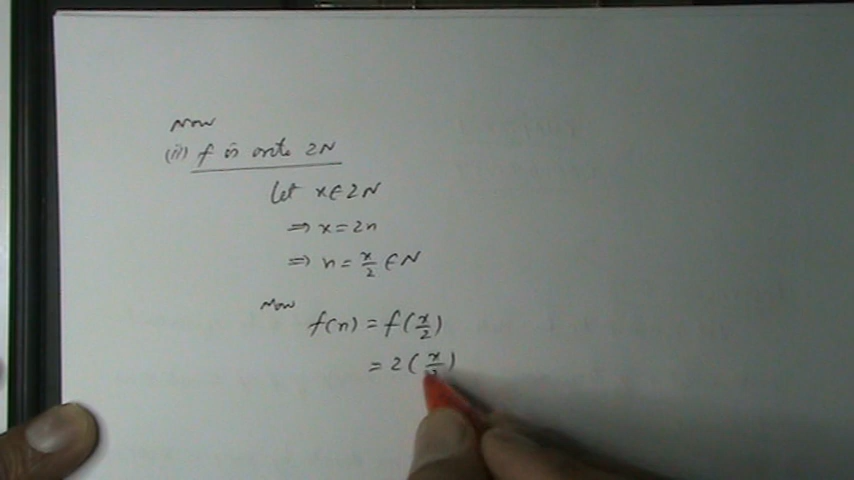 Now
(ii) f is onto 2N
Let x∈2N
⇒ x=2n
⇒ n=x/2 ∈N
Now
f(n) = f(x/2)
= 2(x/2)